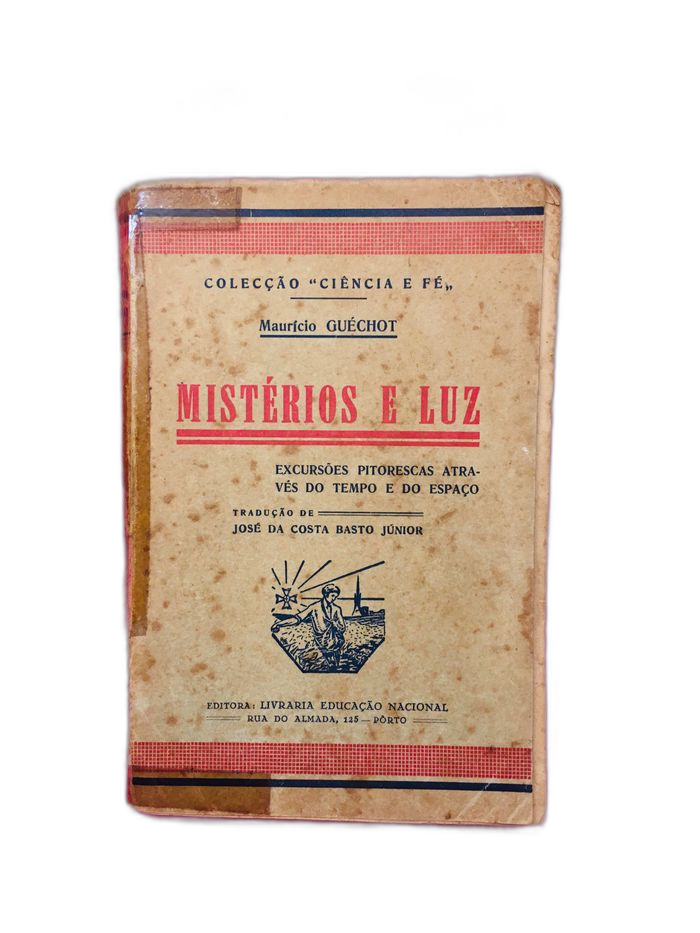 COLECÇÃO "CIÊNCIA E FÉ„
Maurício GUÉCHOT
MISTÉRIOS E LUZ
EXCURSÕES PITORESCAS ATRA-
VÉS DO TEMPO E DO ESPAÇO
TRADUÇÃO DE
JOSÉ DA COSTA BASTO JÚNIOR
EDITORA: LIVRARIA EDUCAÇÃO NACIONAL
RUA DO ALMADA, 125 — PÔRTO